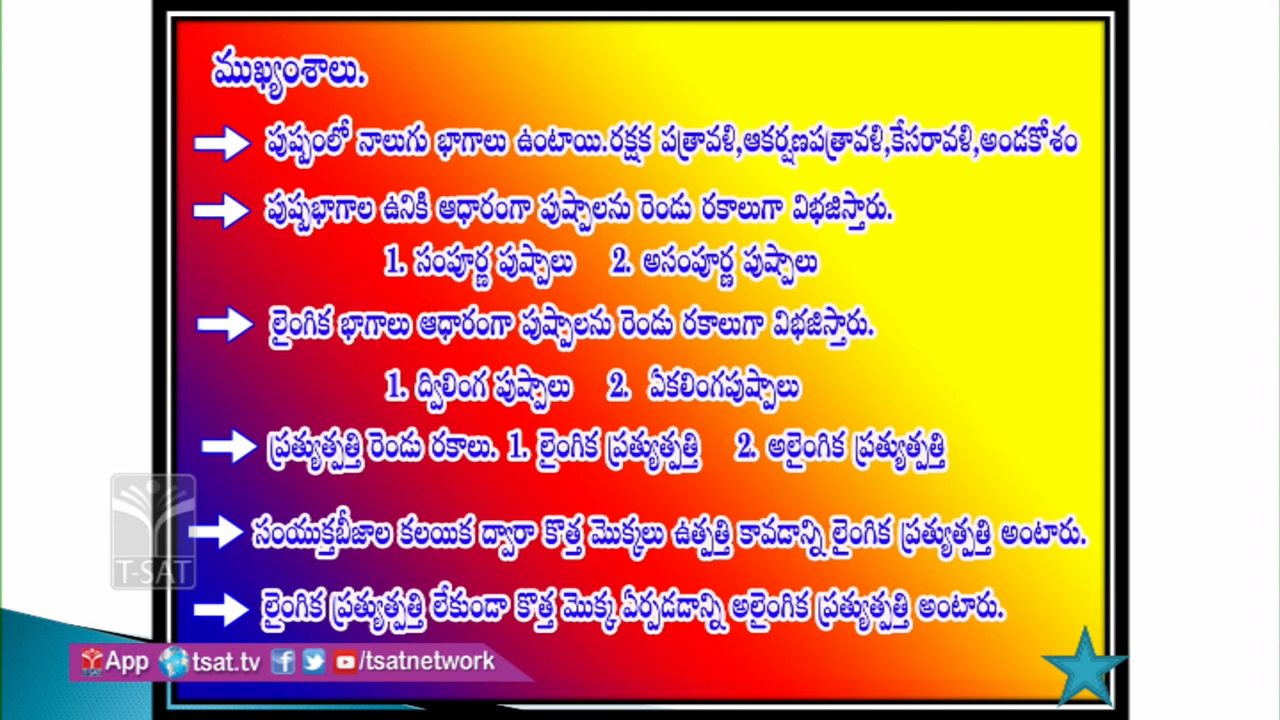 ముఖ్యంశాలు.
పుష్పంలో నాలుగు భాగాలు ఉంటాయి.రక్షక పత్రావళి,ఆకర్షణపత్రావళి,కేసరావళి,అండకోశం
పుష్పభాగాల ఉనికి ఆధారంగా పుష్పాలను రెండు రకాలుగా విభజిస్తారు.
1. సంపూర్ణ పుష్పాలు 2. అసంపూర్ణ పుష్పాలు
లైంగిక భాగాలు ఆధారంగా పుష్పాలను రెండు రకాలుగా విభజిస్తారు.
1. ద్విలింగ పుష్పాలు 2. ఏకలింగపుష్పాలు
ప్రత్యుత్పత్తి రెండు రకాలు. 1. లైంగిక ప్రత్యుత్పత్తి 2. అలైంగిక ప్రత్యుత్పత్తి
సంయుక్తబీజాల కలయిక ద్వారా కొత్త మొక్కలు ఉత్పత్తి కావడాన్ని లైంగిక ప్రత్యుత్పత్తి అంటారు.
లైంగిక ప్రత్యుత్పత్తి లేకుండా కొత్త మొక్క ఏర్పడడాన్ని అలైంగిక ప్రత్యుత్పత్తి అంటారు.
T-SAT
App tsat.tv /tsatnetwork